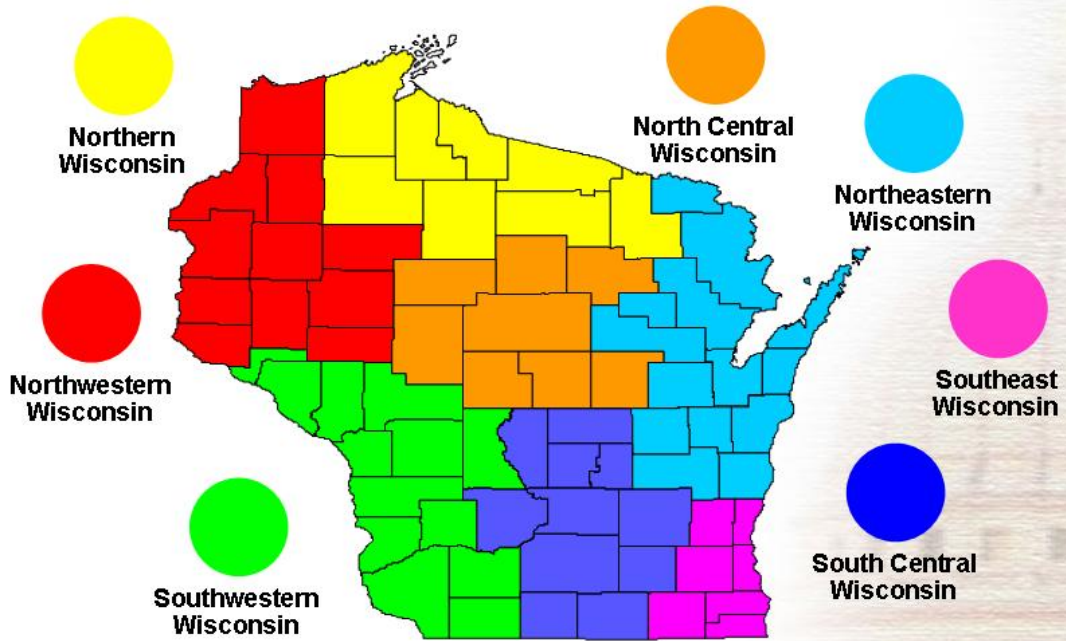 Northern
Wisconsin
North Central
Wisconsin
Northeastern
Wisconsin
Northwestern
Wisconsin
Southeast
Wisconsin
Southwestern
Wisconsin
South Central
Wisconsin